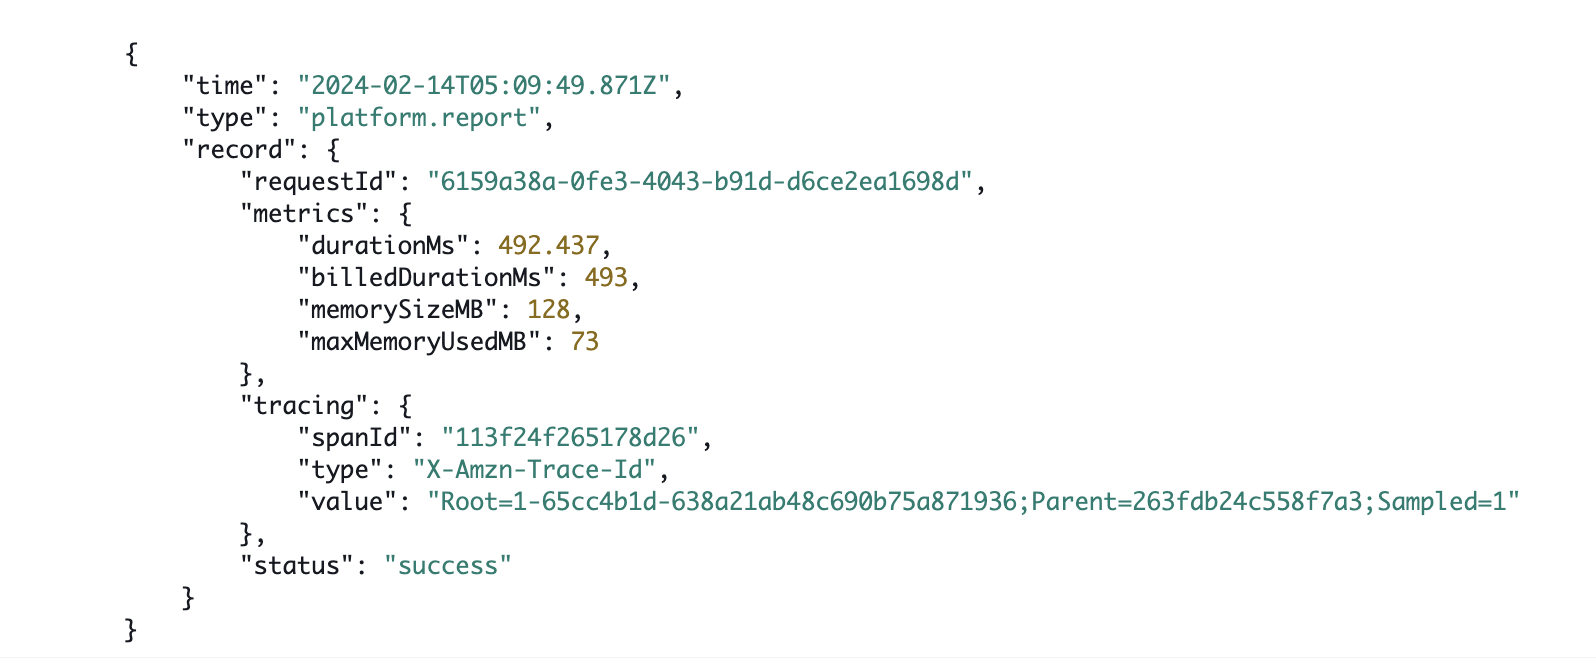 {
    "time": "2024-02-14T05:09:49.871Z",
    "type": "platform.report",
    "record": {
        "requestId": "6159a38a-0fe3-4043-b91d-d6ce2ea1698d",
        "metrics": {
            "durationMs": 492.437,
            "billedDurationMs": 493,
            "memorySizeMB": 128,
            "maxMemoryUsedMB": 73
        },
        "tracing": {
            "spanId": "113f24f265178d26",
            "type": "X-Amzn-Trace-Id",
            "value": "Root=1-65cc4b1d-638a21ab48c690b75a871936;Parent=263fdb24c558f7a3;Sampled=1"
        },
        "status": "success"
    }
}